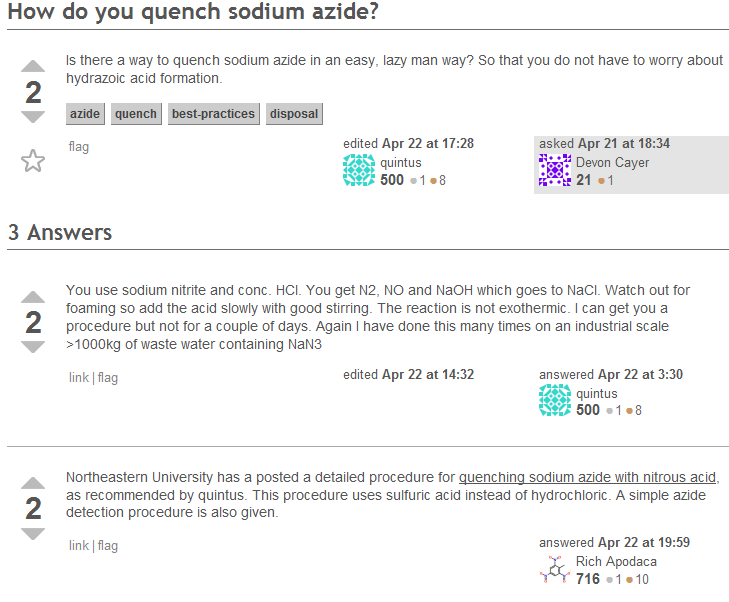 How do you quench sodium azide?
Is there a way to quench sodium azide in an easy, lazy man way? So that you do not have to worry about
hydrazoic acid formation.
2
azide quench best-practices disposal
flag
edited Apr 22 at 17:28
quintus
500 1 8
asked Apr 21 at 18:34
Devon Cayer
21 1
3 Answers
You use sodium nitrite and conc. HCl. You get N2, NO and NaOH which goes to NaCl. Watch out for
foaming so add the acid slowly with good stirring. The reaction is not exothermic. I can get you a
2
procedure but not for a couple of days. Again I have done this many times on an industrial scale
>1000kg of waste water containing NaN3
link | flag
edited Apr 22 at 14:32
answered Apr 22 at 3:30
quintus
500 1 8
Northeastern University has a posted a detailed procedure for quenching sodium azide with nitrous acid,
as recommended by quintus. This procedure uses sulfuric acid instead of hydrochloric. A simple azide
2
detection procedure is also given.
link | flag
answered Apr 22 at 19:59
Rich Apodaca
716 1 10